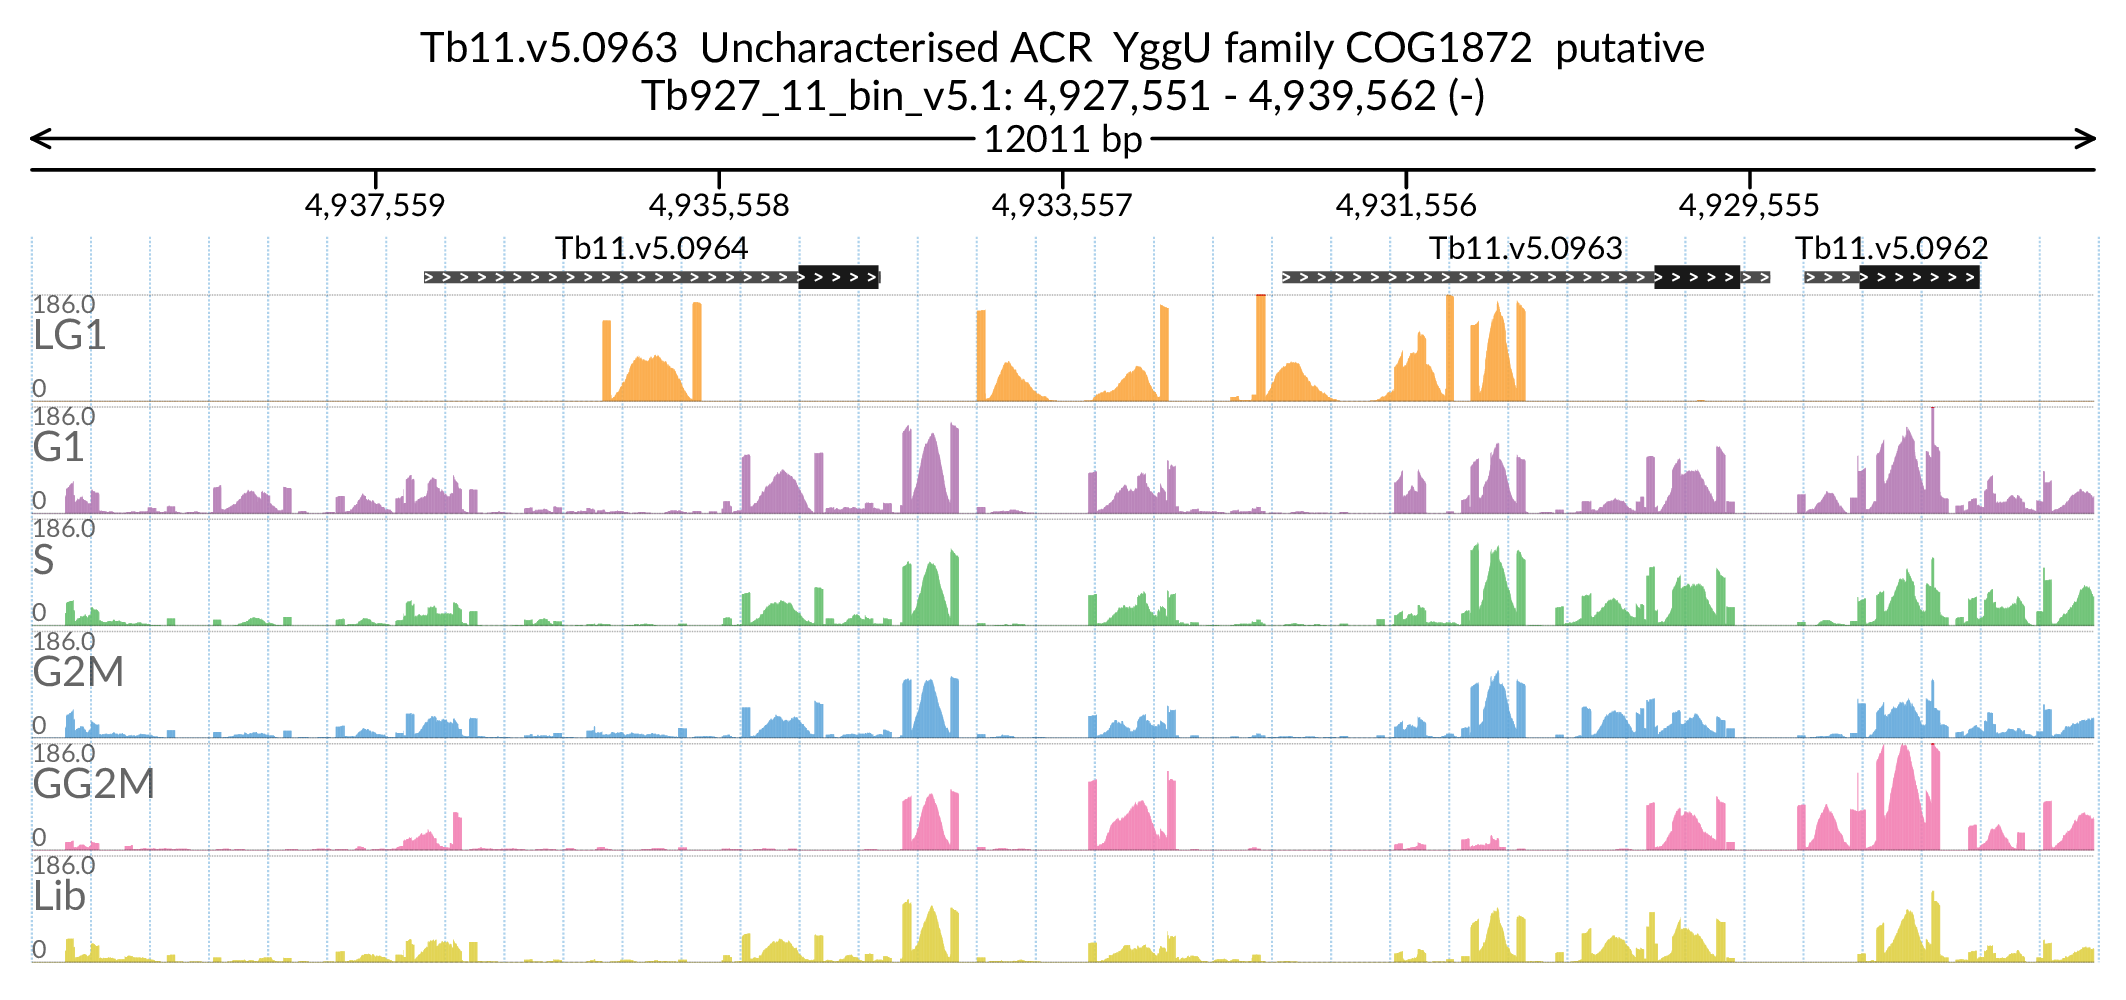 Tb11.v5.0963  Uncharacterised ACR  YggU family COG1872  putative
Tb927_11_bin_v5.1: 4,927,551 - 4,939,562 (-)
12011 bp
4,937,559 4,935,558 4,933,557 4,931,556 4,929,555
Tb11.v5.0964 Tb11.v5.0963 Tb11.v5.0962
186.0
LG1
0
186.0
G1
0
186.0
S
0
186.0
G2M
0
186.0
GG2M
0
186.0
Lib
0